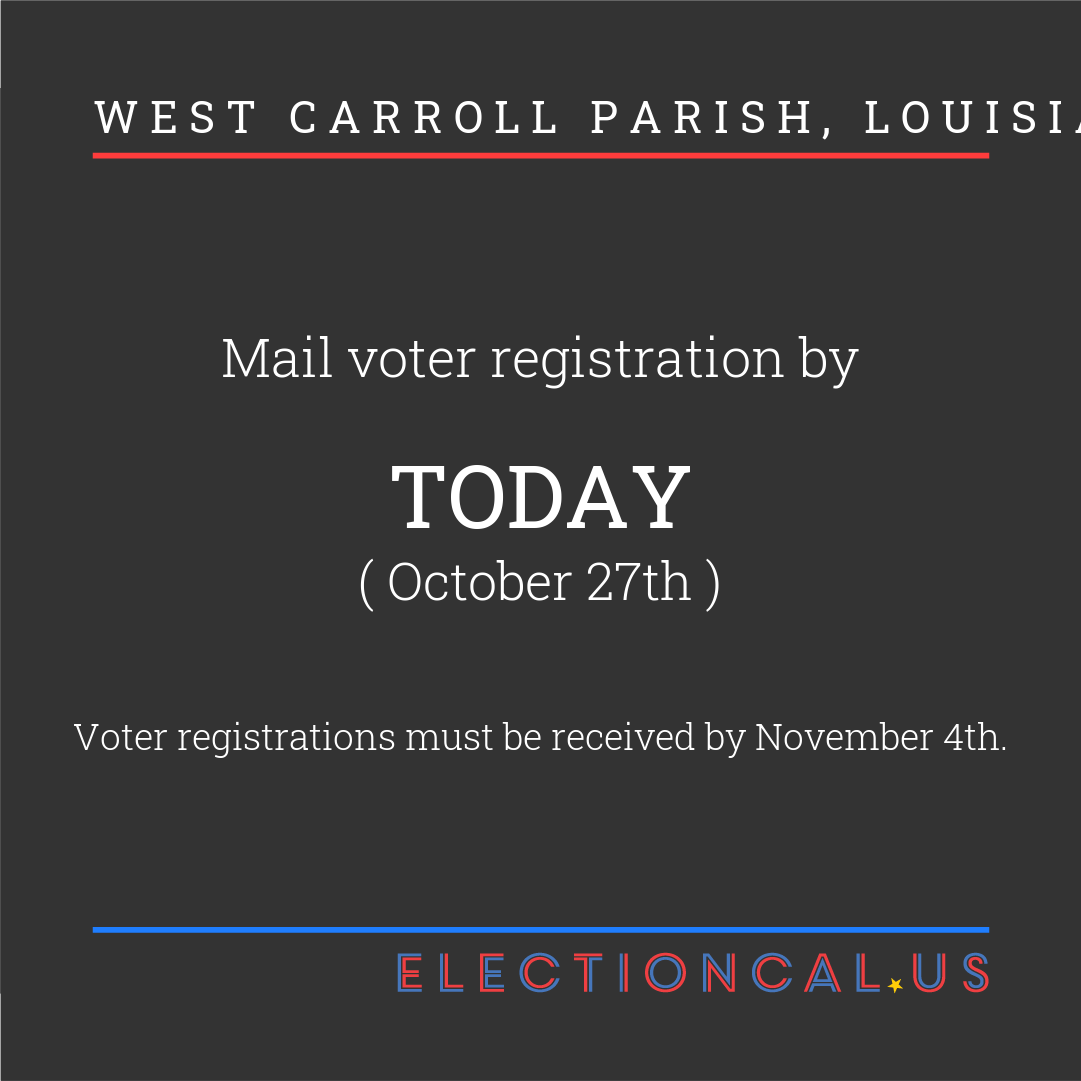 WEST CARROLL PARISH, LOUISIA
Mail voter registration by
TODAY
( October 27th )
Voter registrations must be received by November 4th.
ELECTIONCAL.US